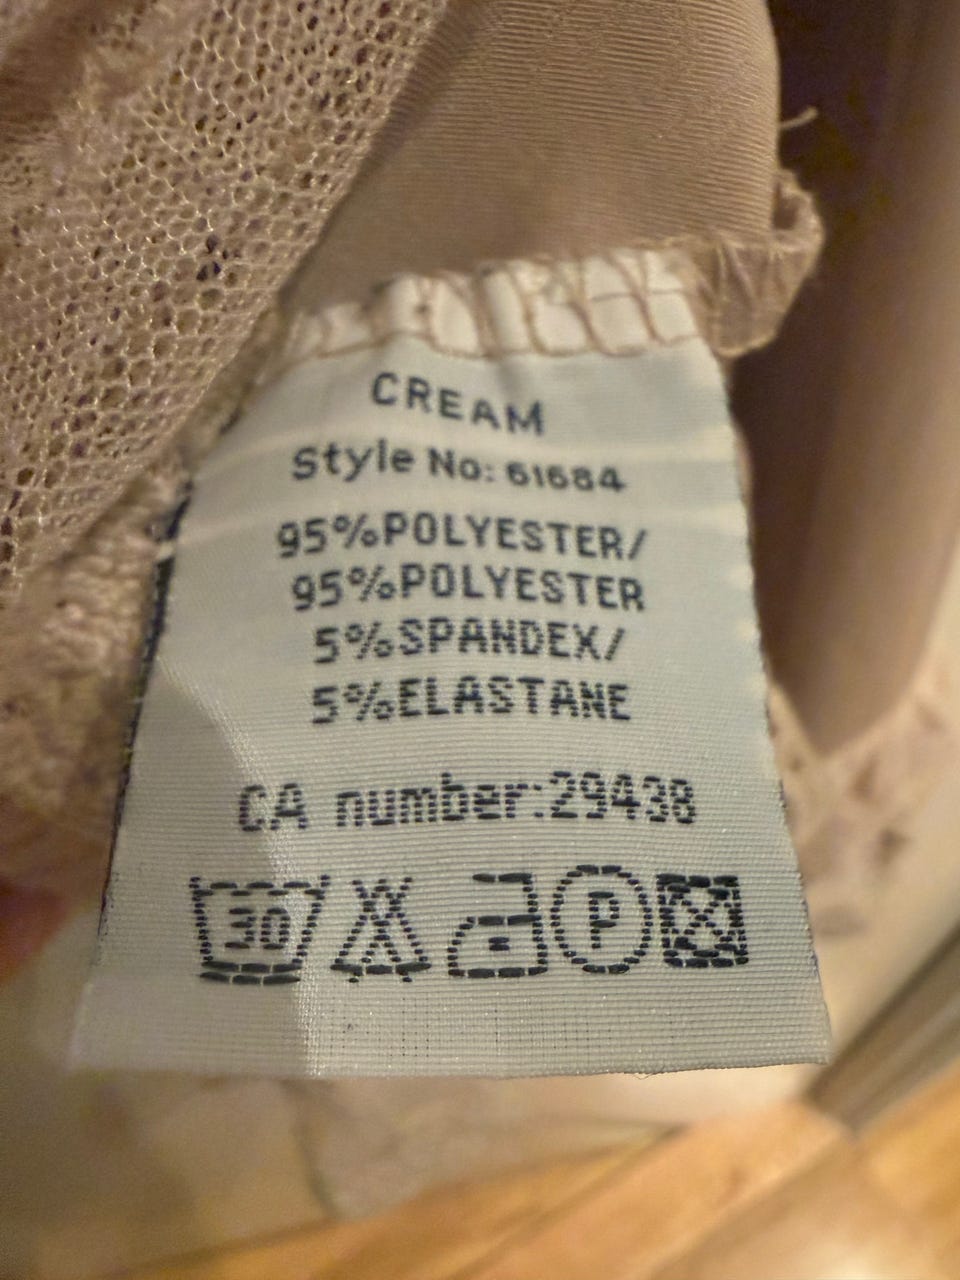 CREAM
Style No: 61684
95%POLYESTER/
95%POLYESTER
5%SPANDEX/
5%ELASTANE
CA number:29438
P